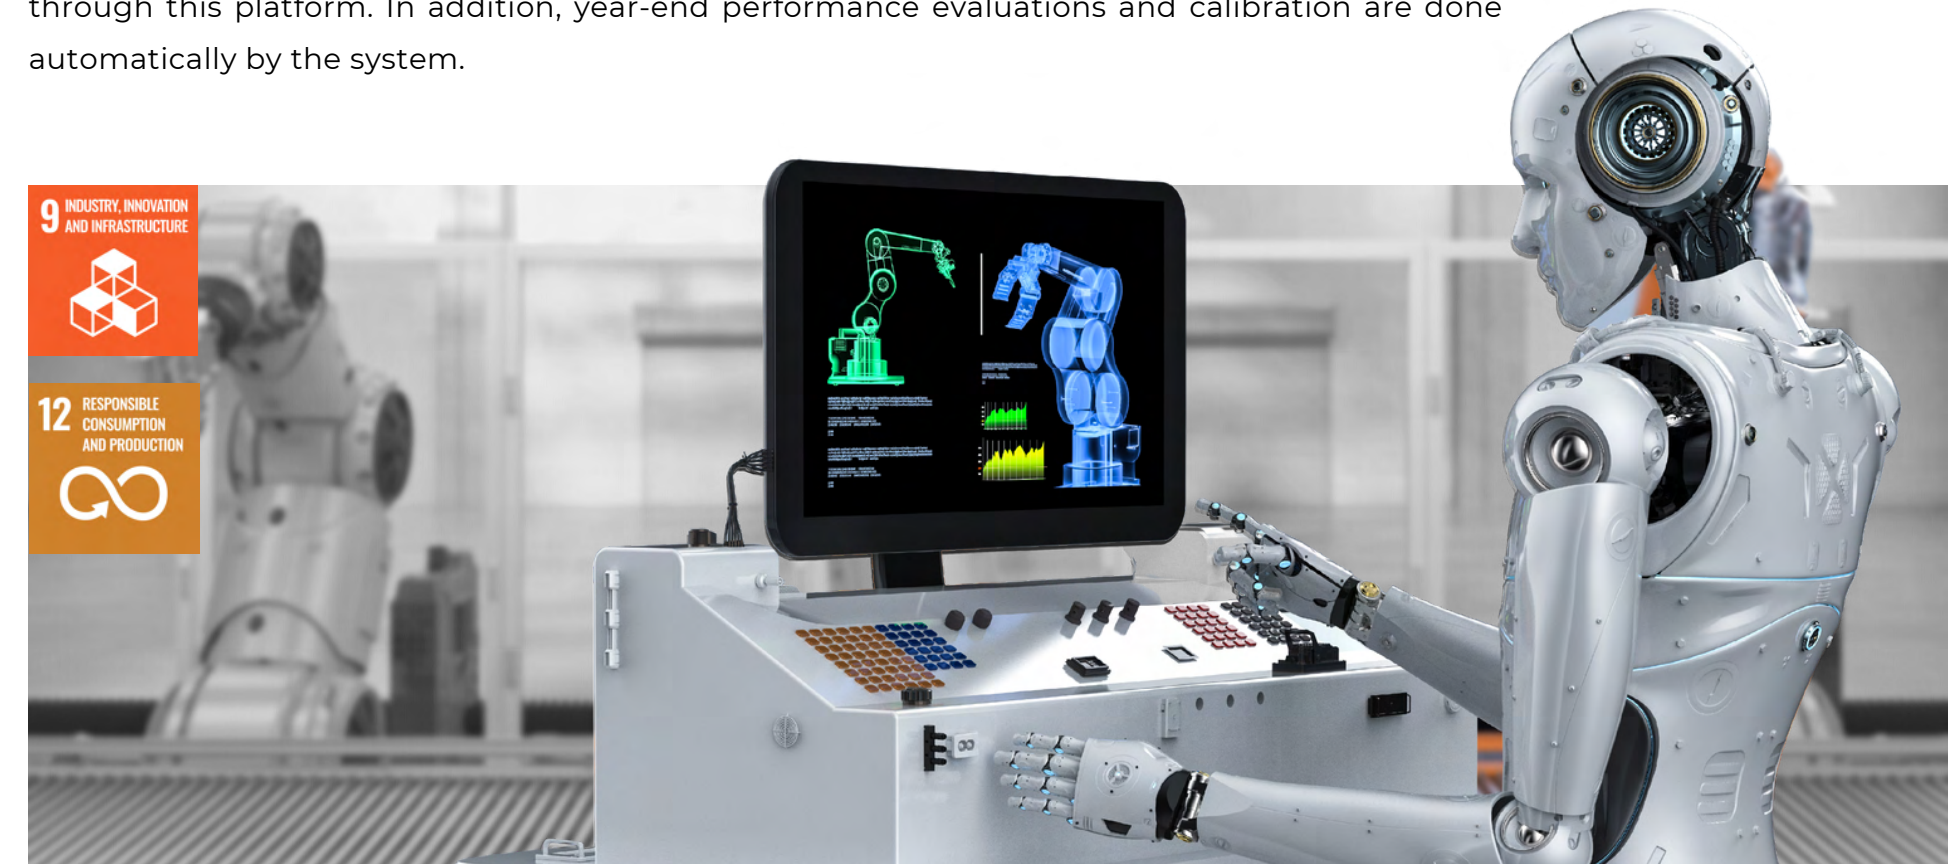 through this platform. In addition, year-end performance evaluations and calibration are done
automatically by the system.
9 INDUSTRY, INNOVATION
AND INFRASTRUCTURE
12 RESPONSIBLE
CONSUMPTION
AND PRODUCTION